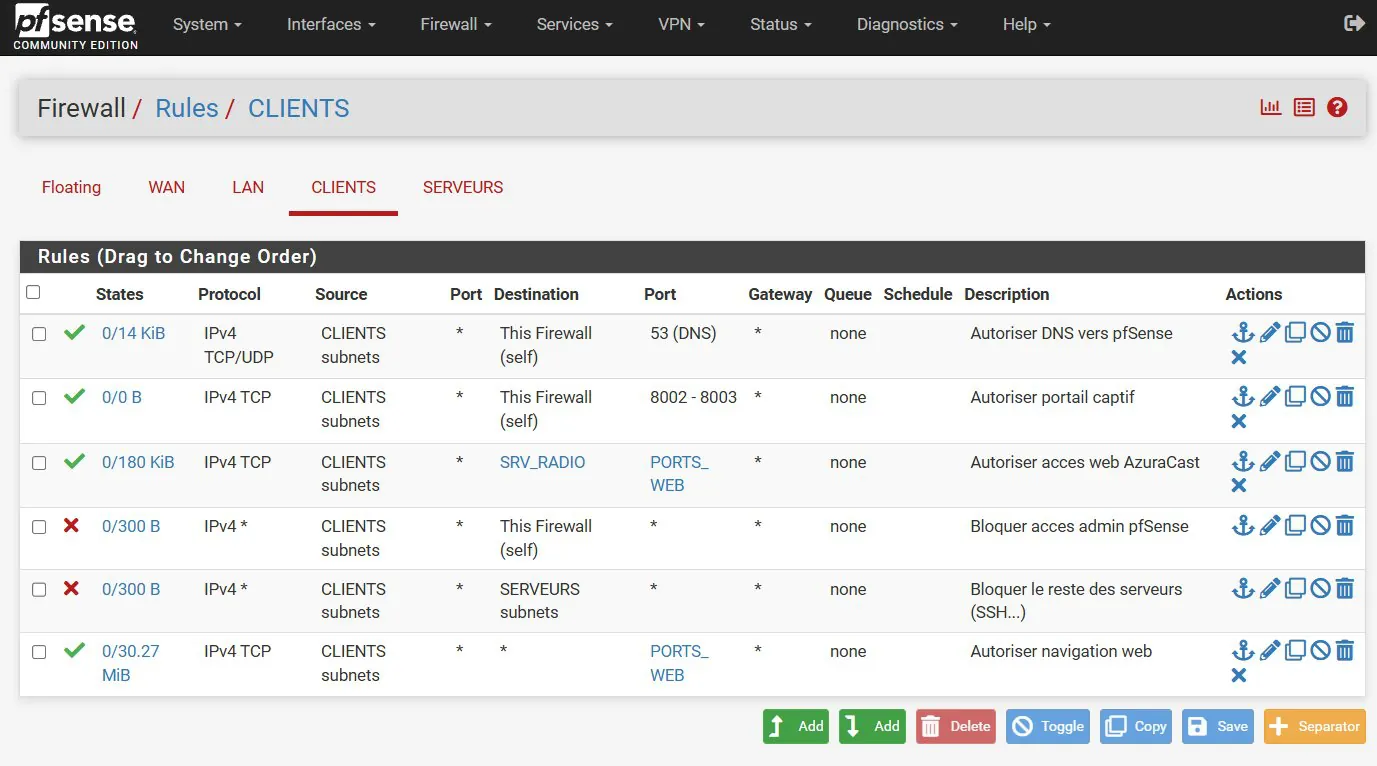 pfsense
COMMUNITY EDITION
System Interfaces Firewall Services VPN Status Diagnostics Help
Firewall / Rules / CLIENTS
Floating WAN LAN CLIENTS SERVEURS
Rules (Drag to Change Order)
States Protocol Source Port Destination Port Gateway Queue Schedule Description Actions
0/14 KiB IPv4 CLIENTS * This Firewall 53 (DNS) * none Autoriser DNS vers pfSense
TCP/UDP subnets (self)
0/0 B IPv4 TCP CLIENTS * This Firewall 8002 - 8003 * none Autoriser portail captif
subnets (self)
0/180 KiB IPv4 TCP CLIENTS * SRV_RADIO PORTS_ * none Autoriser acces web AzuraCast
subnets WEB
0/300 B IPv4 * CLIENTS * This Firewall * * none Bloquer acces admin pfSense
subnets (self)
0/300 B IPv4 * CLIENTS * SERVEURS * * none Bloquer le reste des serveurs
subnets subnets (SSH...)
0/30.27 IPv4 TCP CLIENTS * * PORTS_ * none Autoriser navigation web
MiB subnets WEB
Add Add Delete Toggle Copy Save Separator